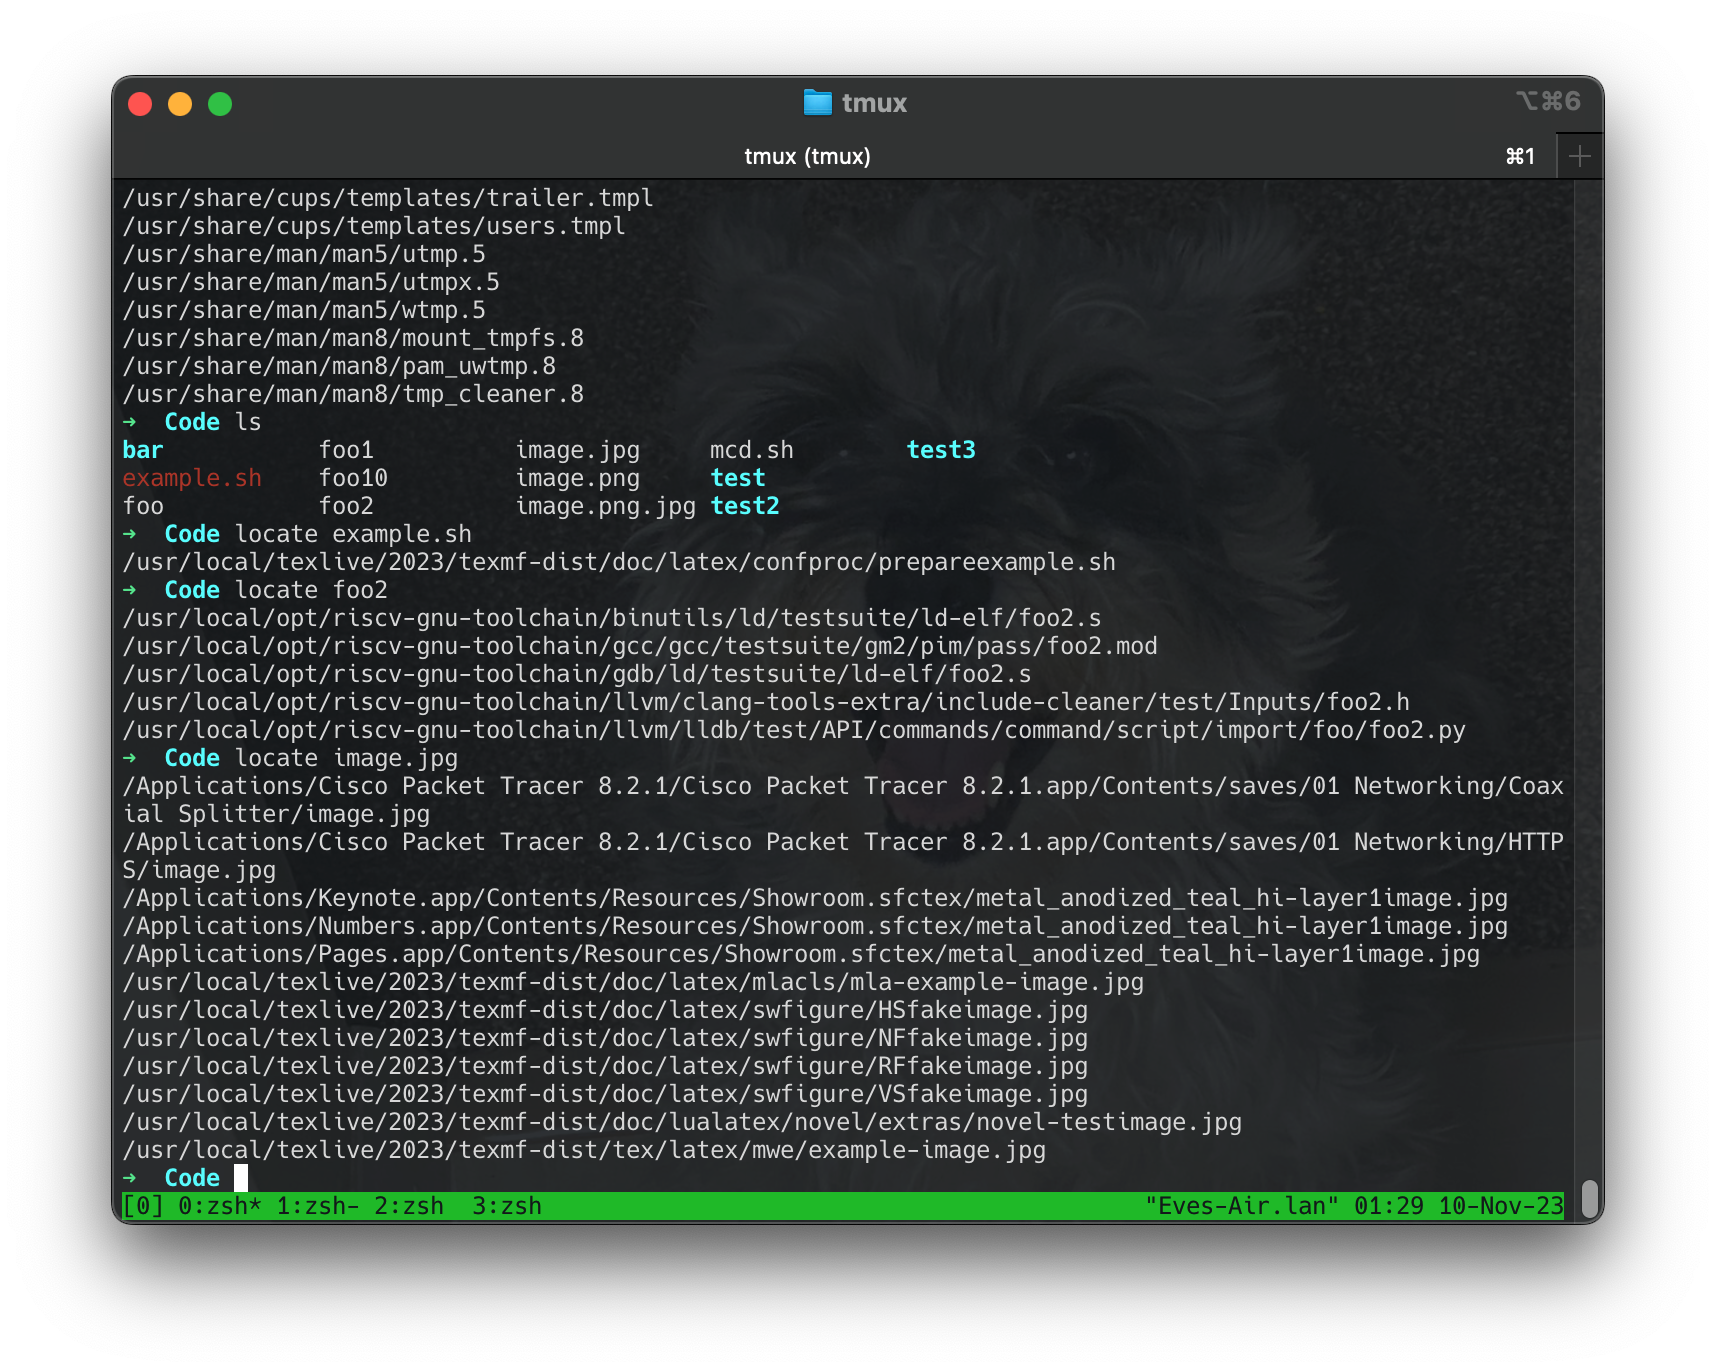 tmux
⌥⌘6
tmux (tmux)
⌘1
/usr/share/cups/templates/trailer.tmpl
/usr/share/cups/templates/users.tmpl
/usr/share/man/man5/utmp.5
/usr/share/man/man5/utmpx.5
/usr/share/man/man5/wtmp.5
/usr/share/man/man8/mount_tmpfs.8
/usr/share/man/man8/pam_uwtmp.8
/usr/share/man/man8/tmp_cleaner.8
➜  Code ls
bar           foo1          image.jpg     mcd.sh        test3
example.sh    foo10         image.png     test
foo           foo2          image.png.jpg test2
➜  Code locate example.sh
/usr/local/texlive/2023/texmf-dist/doc/latex/confproc/prepareexample.sh
➜  Code locate foo2
/usr/local/opt/riscv-gnu-toolchain/binutils/ld/testsuite/ld-elf/foo2.s
/usr/local/opt/riscv-gnu-toolchain/gcc/gcc/testsuite/gm2/pim/pass/foo2.mod
/usr/local/opt/riscv-gnu-toolchain/gdb/ld/testsuite/ld-elf/foo2.s
/usr/local/opt/riscv-gnu-toolchain/llvm/clang-tools-extra/include-cleaner/test/Inputs/foo2.h
/usr/local/opt/riscv-gnu-toolchain/llvm/lldb/test/API/commands/command/script/import/foo/foo2.py
➜  Code locate image.jpg
/Applications/Cisco Packet Tracer 8.2.1/Cisco Packet Tracer 8.2.1.app/Contents/saves/01 Networking/Coax
ial Splitter/image.jpg
/Applications/Cisco Packet Tracer 8.2.1/Cisco Packet Tracer 8.2.1.app/Contents/saves/01 Networking/HTTP
S/image.jpg
/Applications/Keynote.app/Contents/Resources/Showroom.sfctex/metal_anodized_teal_hi-layer1image.jpg
/Applications/Numbers.app/Contents/Resources/Showroom.sfctex/metal_anodized_teal_hi-layer1image.jpg
/Applications/Pages.app/Contents/Resources/Showroom.sfctex/metal_anodized_teal_hi-layer1image.jpg
/usr/local/texlive/2023/texmf-dist/doc/latex/mlacls/mla-example-image.jpg
/usr/local/texlive/2023/texmf-dist/doc/latex/swfigure/HSfakeimage.jpg
/usr/local/texlive/2023/texmf-dist/doc/latex/swfigure/NFfakeimage.jpg
/usr/local/texlive/2023/texmf-dist/doc/latex/swfigure/RFfakeimage.jpg
/usr/local/texlive/2023/texmf-dist/doc/latex/swfigure/VSfakeimage.jpg
/usr/local/texlive/2023/texmf-dist/doc/lualatex/novel/extras/novel-testimage.jpg
/usr/local/texlive/2023/texmf-dist/tex/latex/mwe/example-image.jpg
➜  Code
[0] 0:zsh* 1:zsh- 2:zsh  3:zsh "Eves-Air.lan" 01:29 10-Nov-23